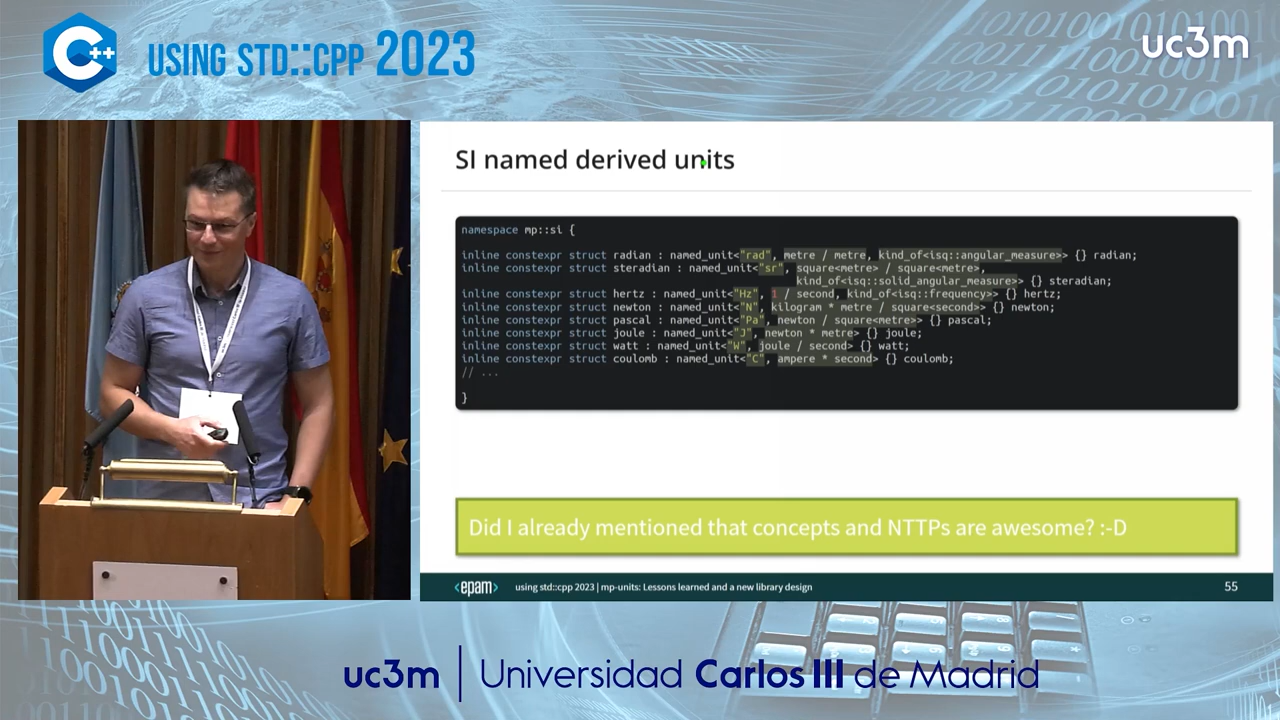 C++
USING STD::CPP 2023
uc3m
SI named derived units
namespace mp::si {
inline constexpr struct radian : named_unit<"rad", metre / metre, kind_of<isq::angular_measure>> {} radian;
inline constexpr struct steradian : named_unit<"sr", square<metre> / square<metre>,
kind_of<isq::solid_angular_measure>> {} steradian;
inline constexpr struct hertz : named_unit<"Hz", 1 / second, kind_of<isq::frequency>> {} hertz;
inline constexpr struct newton : named_unit<"N", kilogram * metre / square<second>> {} newton;
inline constexpr struct pascal : named_unit<"Pa", newton / square<metre>> {} pascal;
inline constexpr struct joule : named_unit<"J", newton * metre> {} joule;
inline constexpr struct watt : named_unit<"W", joule / second> {} watt;
inline constexpr struct coulomb : named_unit<"C", ampere * second> {} coulomb;
// ...
}
Did I already mentioned that concepts and NTTPs are awesome? :-D
<epam> using std::cpp 2023 | mp-units: Lessons learned and a new library design 55
uc3m | Universidad Carlos III de Madrid